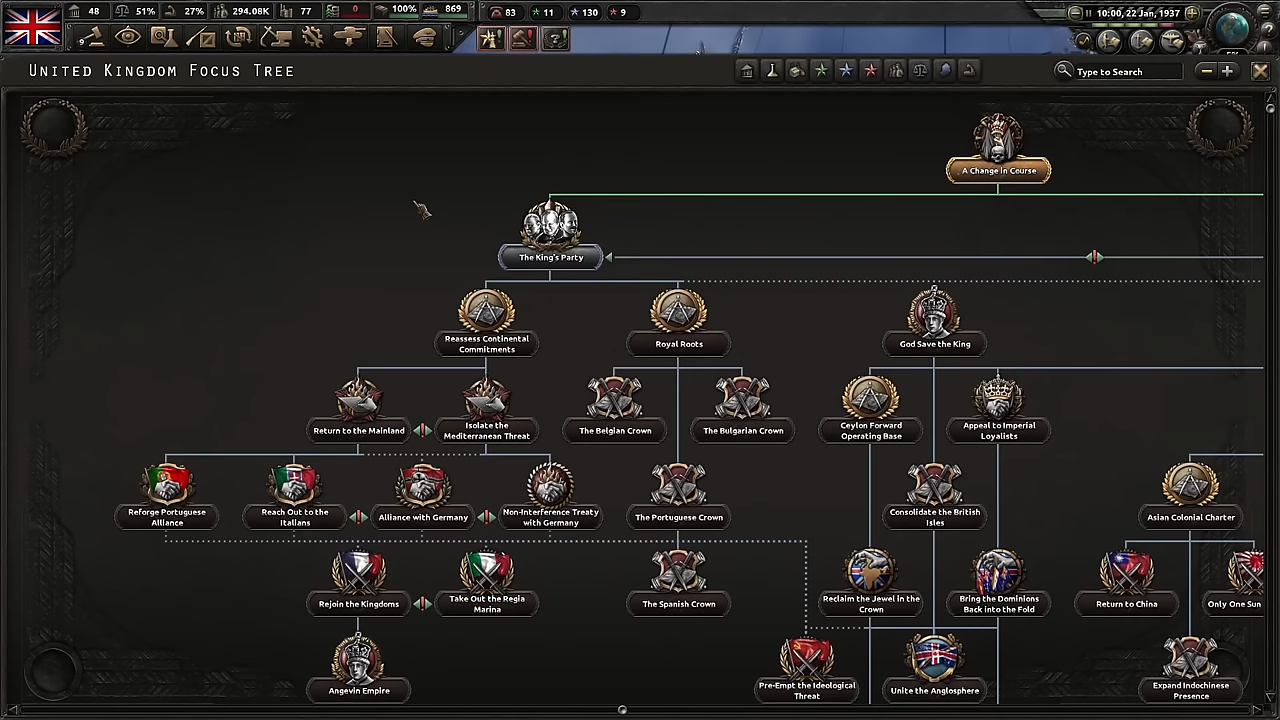 48 51% 27% 294.08K 77 0 100% 869 83 11 130 9 10:00, 22 Jan, 1937
9
United Kingdom Focus Tree
Type to Search
A Change in Course
The King's Party
Reassess Continental
Commitments
Royal Roots
God Save the King
Return to the Mainland
Isolate the
Mediterranean Threat
The Belgian Crown
The Bulgarian Crown
Ceylon Forward
Operating Base
Appeal to Imperial
Loyalists
Reforge Portuguese
Alliance
Reach Out to the
Italians
Alliance with Germany
Non-Interference Treaty
with Germany
The Portuguese Crown
Consolidate the British
Isles
Asian Colonial Charter
Rejoin the Kingdoms
Take Out the Regia
Marina
The Spanish Crown
Reclaim the Jewel in the
Crown
Bring the Dominions
Back into the Fold
Return to China
Only One Sun
Angevin Empire
Pre-Empt the Ideological
Threat
Unite the Anglosphere
Expand Indochinese
Presence